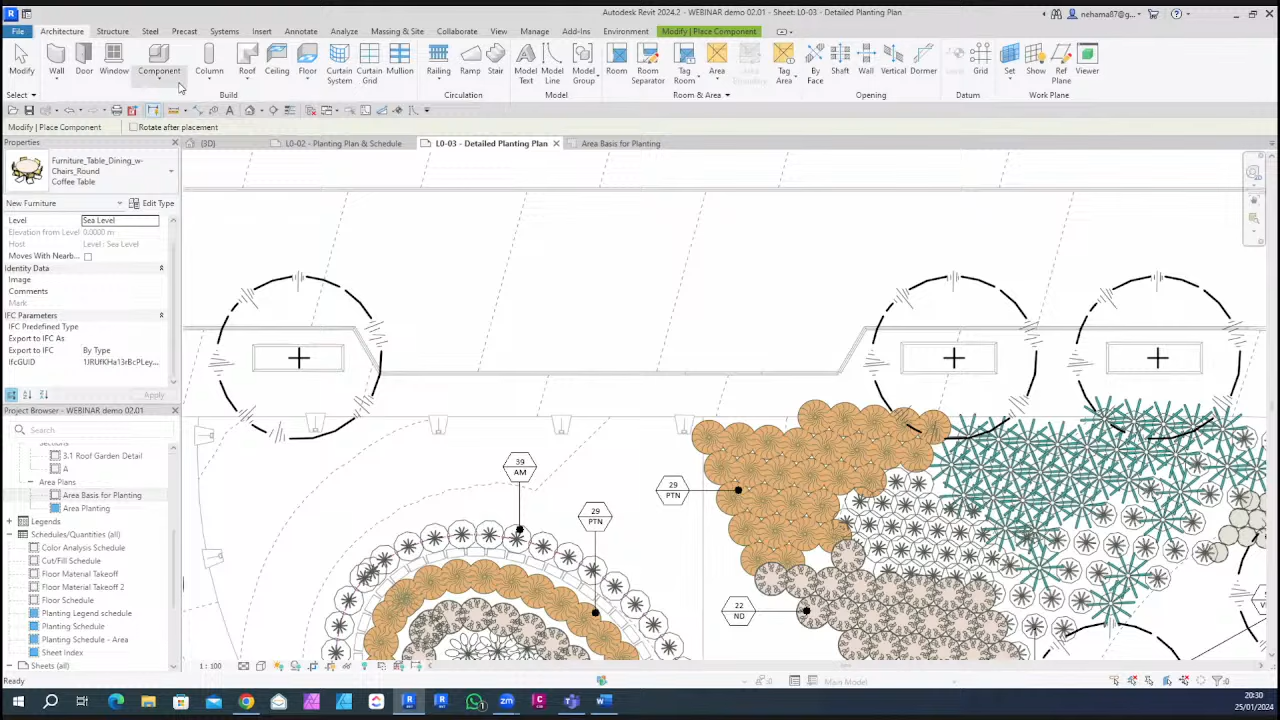 Autodesk Revit 2024.2 - WEBINAR demo 02.01 - Sheet: L0-03 - Detailed Planting Plan
nehama87@g...
File Architecture Structure Steel Precast Systems Insert Annotate Analyze Massing & Site Collaborate View Manage Add-Ins Environment Modify | Place Component
Modify Wall Door Window Component Column Roof Ceiling Floor Curtain System Curtain Grid Mullion Railing Ramp Stair Model Text Model Line Model Group Room Room Separator Tag Room Area Area Boundary Tag Area By Face Shaft Wall Vertical Dormer Grid Set Show Ref Plane Viewer
Select Build Circulation Model Room & Area Opening Datum Work Plane
Modify | Place Component Rotate after placement
Properties
(3D) L0-02 - Planting Plan & Schedule L0-03 - Detailed Planting Plan Area Basis for Planting
Furniture_Table_Dining_w-
Chairs_Round
Coffee Table
New Furniture Edit Type
Level Sea Level
Elevation from Level 0.0000 m
Host Level : Sea Level
Moves With Nearb...
Identity Data
Image
Comments
Mark
IFC Parameters
IFC Predefined Type
Export to IFC As
Export to IFC By Type
IfcGUID 1JRUfKHa13rBcPLey...
Apply
Project Browser - WEBINAR demo 02.01
Search
Sections
3.1 Roof Garden Detail
A
Area Plans
Area Basis for Planting
Area Planting
Legends
Schedules/Quantities (all)
Color Analysis Schedule
Cut/Fill Schedule
Floor Material Takeoff
Floor Material Takeoff 2
Floor Schedule
Planting Legend schedule
Planting Schedule
Planting Schedule - Area
Sheet Index
Sheets (all)
39
AM
29
PTN
29
PTN
22
ND
1 : 100
Ready
:0
Main Model
:0
20:30
25/01/2024